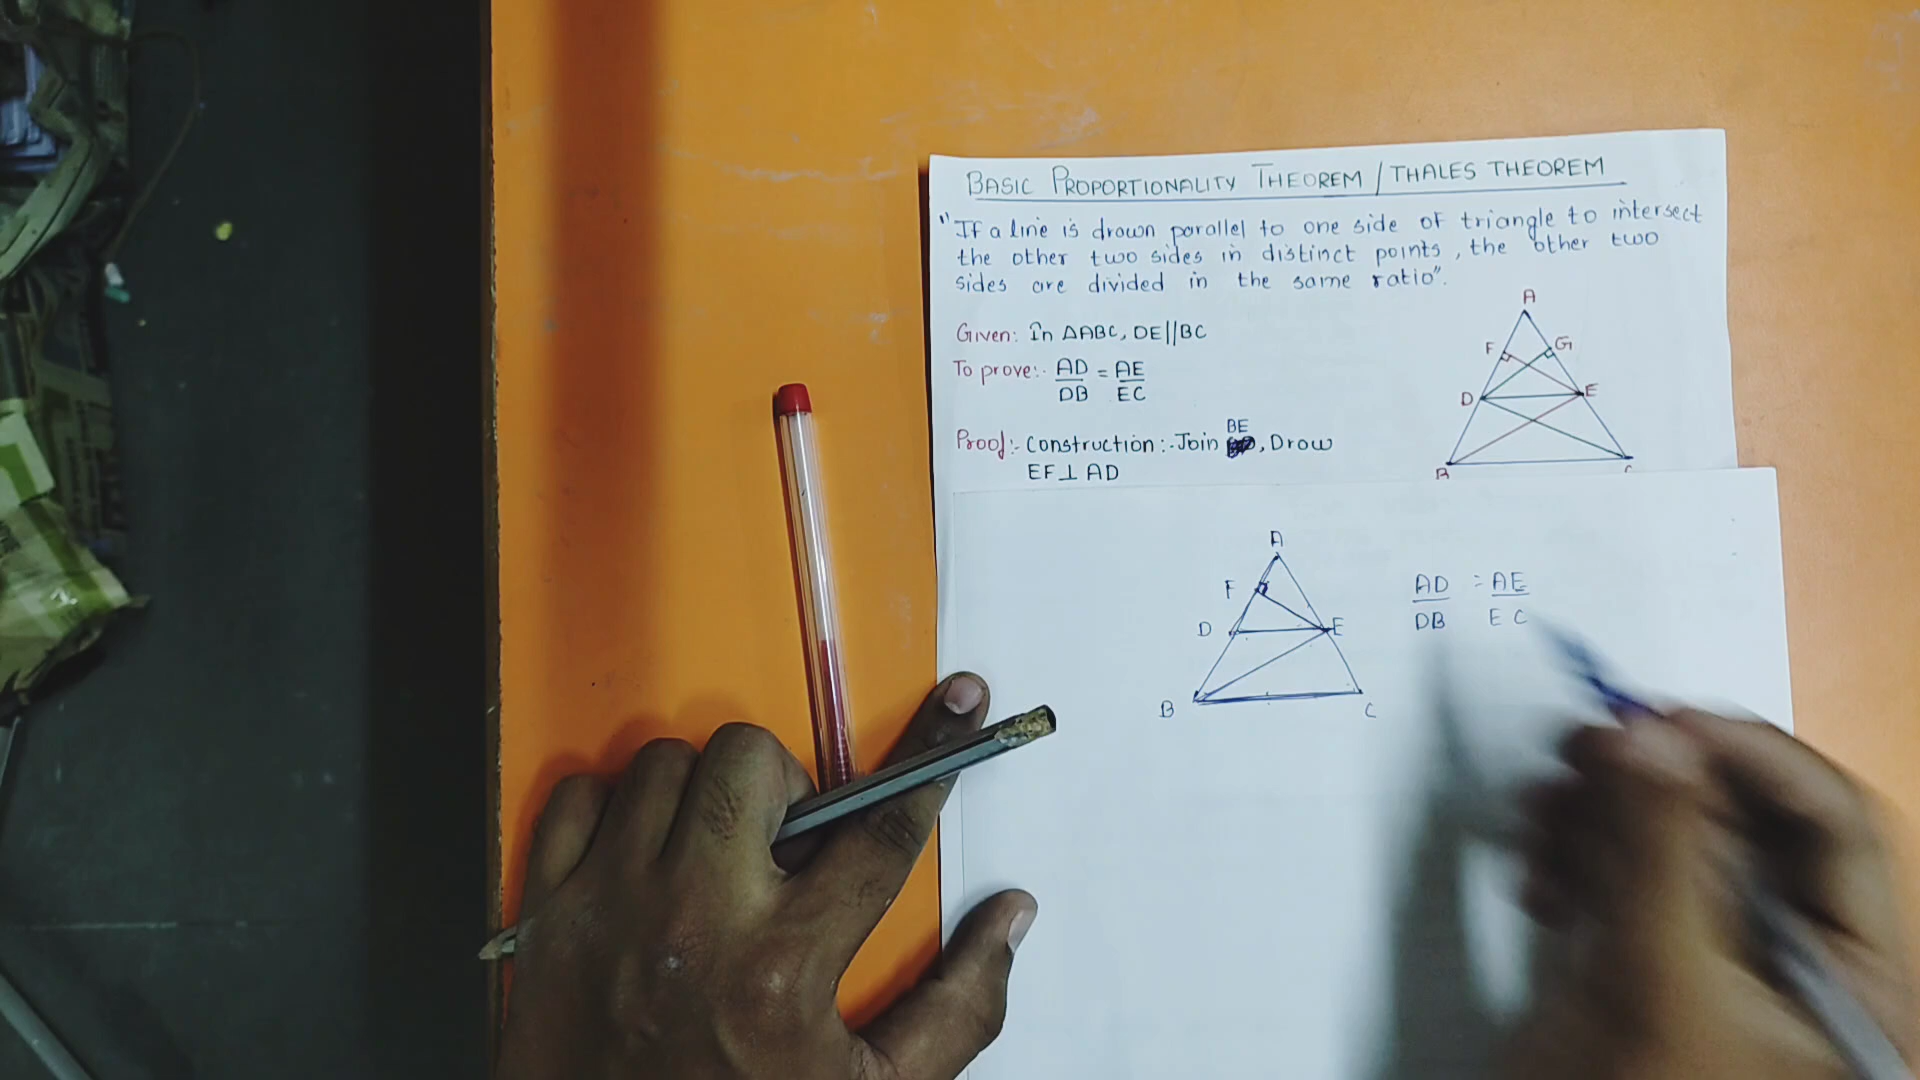 BASIC PROPORTIONALITY THEOREM / THALES THEOREM
"If a line is drawn parallel to one side of triangle to intersect
the other two sides in distinct points, the other two
sides are divided in the same ratio".
Given: In ΔABC, DE||BC
To prove:- AD/DB = AE/EC
Proof:- Construction:- Join BE, Draw
EF⊥AD
A
F G
D E
B C
A
F
D E
B C
AD/DB = AE/EC